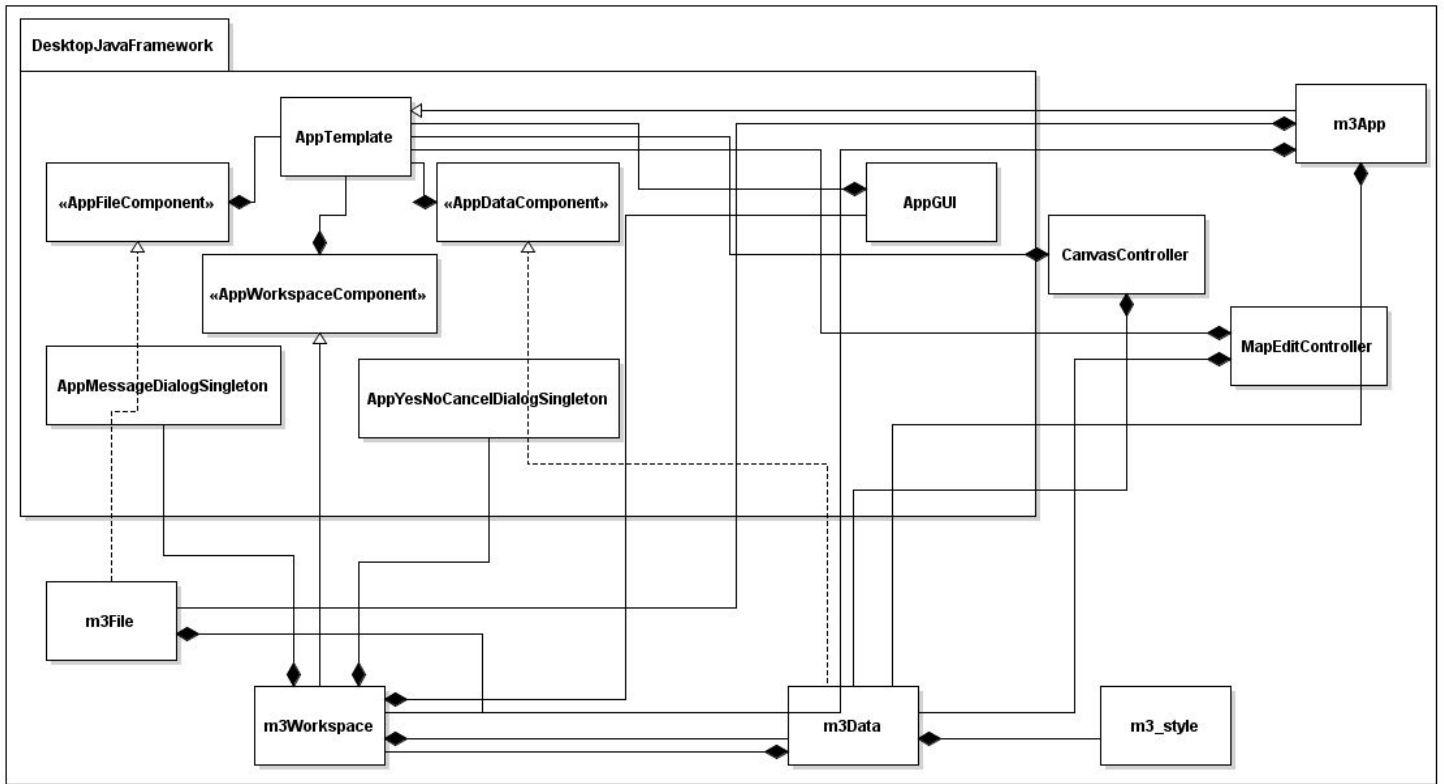 DesktopJavaFramework
m3App
AppTemplate
«AppFileComponent»
«AppDataComponent»
AppGUI
CanvasController
«AppWorkspaceComponent»
MapEditController
AppMessageDialogSingleton
AppYesNoCancelDialogSingleton
m3File
m3Workspace
m3Data
m3_style